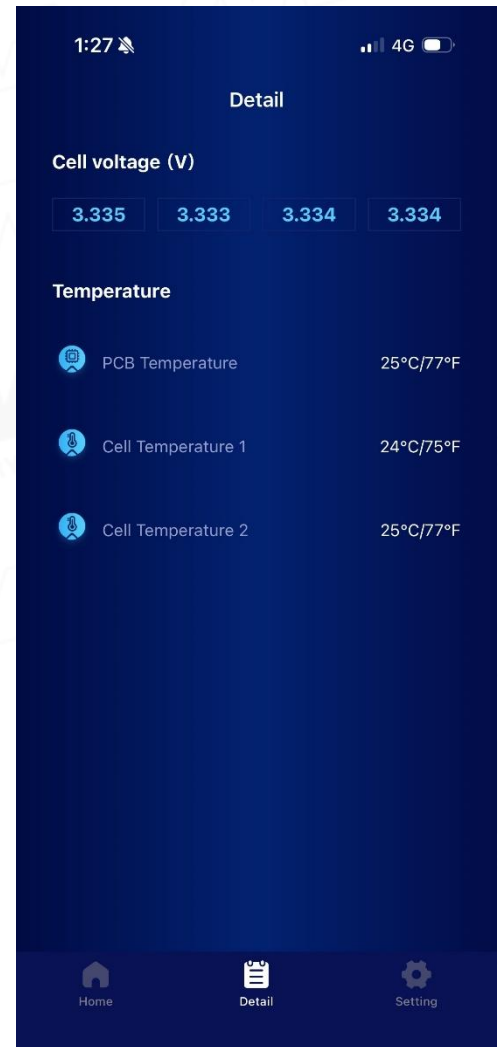 1:27 4G
Detail
Cell voltage (V)
3.335 3.333 3.334 3.334
Temperature
PCB Temperature 25°C/77°F
Cell Temperature 1 24°C/75°F
Cell Temperature 2 25°C/77°F
Home Detail Setting